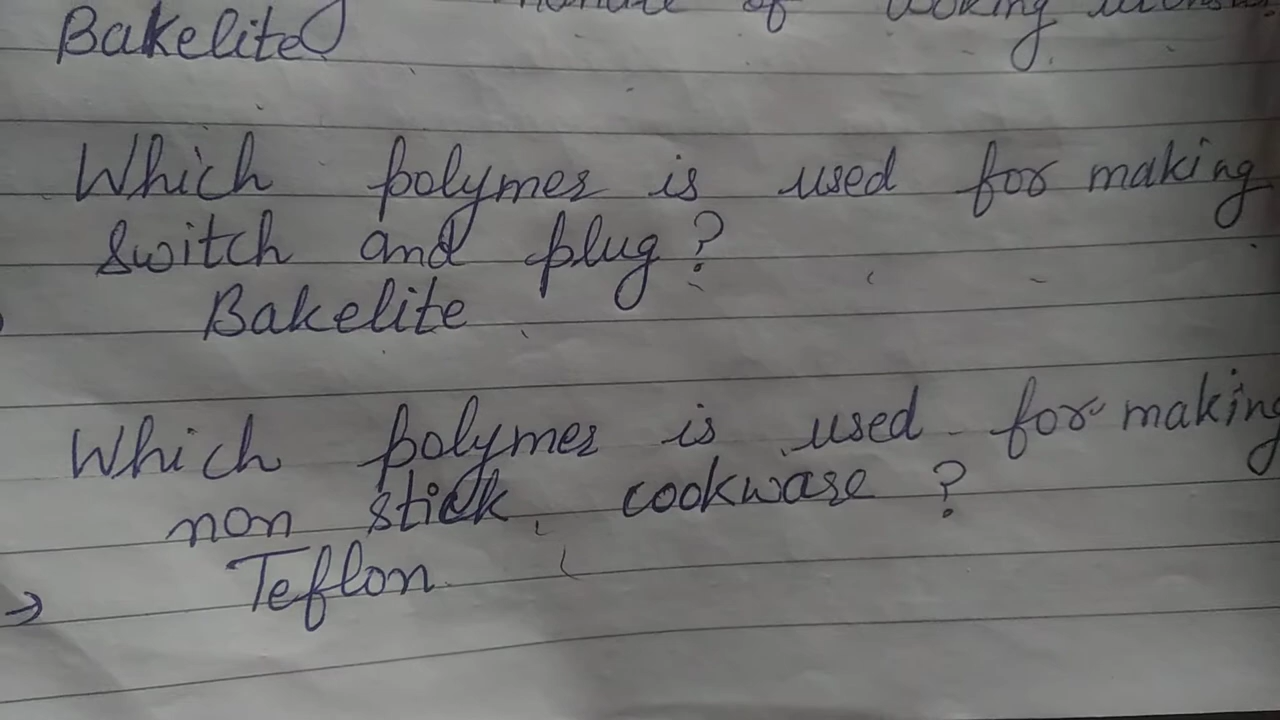 of
Bakelite
Which polymer is used for making
switch and plug?
Bakelite
Which polymer is used for making
non stick cookware?
→ Teflon